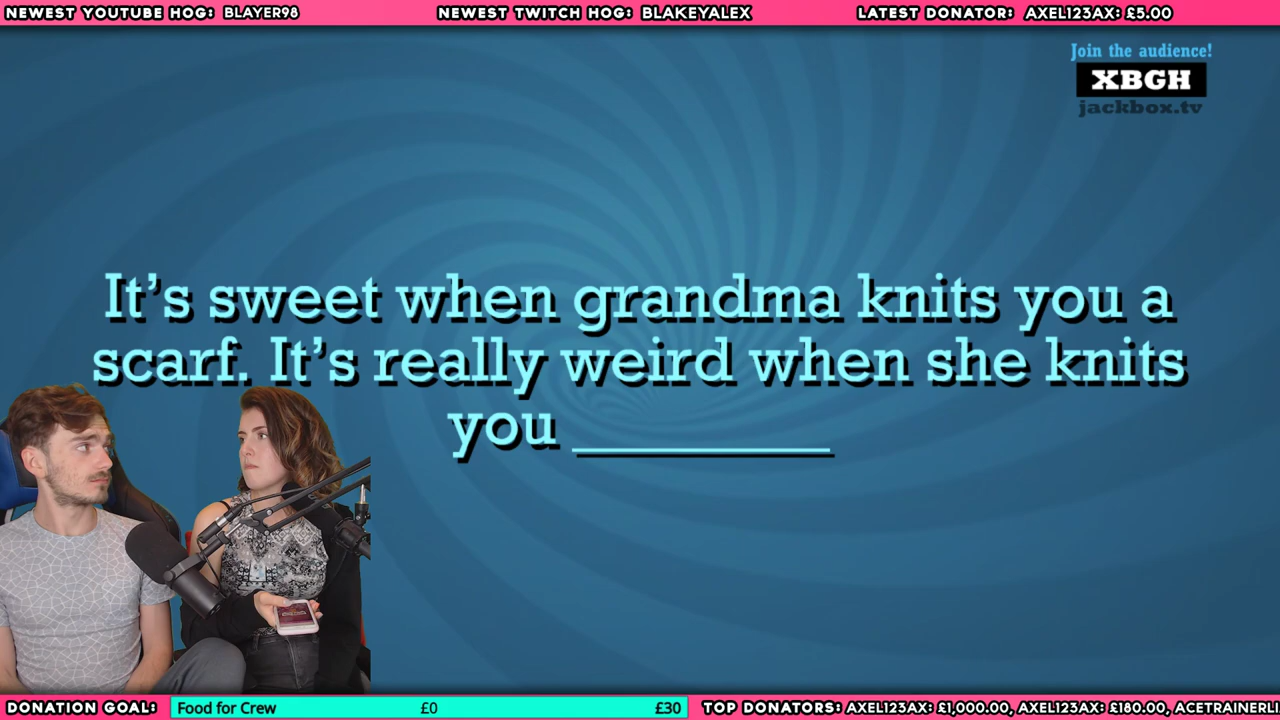 NEWEST YOUTUBE HOG: BLAYER98 NEWEST TWITCH HOG: BLAKEYALEX LATEST DONATOR: AXEL123AX: £5.00
Join the audience!
XBGH
jackbox.tv
It's sweet when grandma knits you a
scarf. It's really weird when she knits
you __________
DONATION GOAL: Food for Crew £0 £30 TOP DONATORS: AXEL123AX: £1,000.00, AXEL123AX: £180.00,